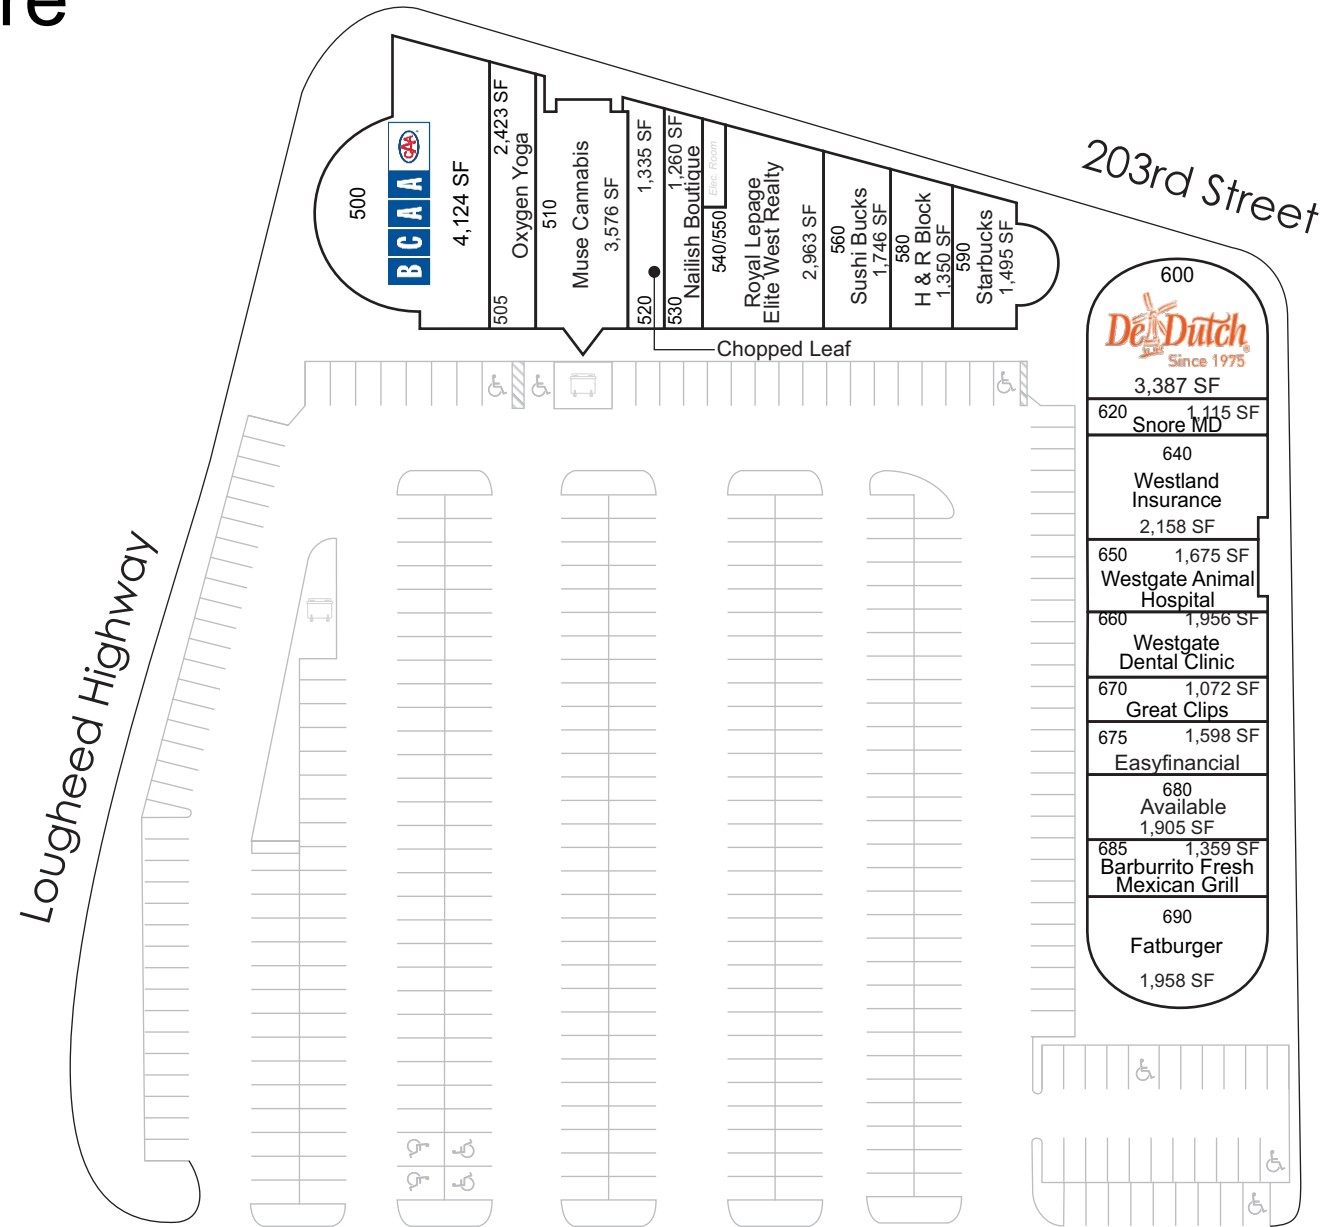 re
203rd Street
Lougheed Highway
500
BCAA
CAA
4,124 SF
505
2,423 SF
Oxygen Yoga
510
Muse Cannabis
3,576 SF
520
1,335 SF
Chopped Leaf
530
1,260 SF
Nailish Boutique
Elec. Room
540/550
Royal Lepage
Elite West Realty
2,963 SF
560
Sushi Bucks
1,746 SF
580
H & R Block
1,350 SF
590
Starbucks
1,495 SF
600
De Dutch
Since 1975
3,387 SF
620 1,115 SF
Snore MD
640
Westland
Insurance
2,158 SF
650 1,675 SF
Westgate Animal
Hospital
660 1,956 SF
Westgate
Dental Clinic
670 1,072 SF
Great Clips
675 1,598 SF
Easyfinancial
680
Available
1,905 SF
685 1,359 SF
Barburrito Fresh
Mexican Grill
690
Fatburger
1,958 SF